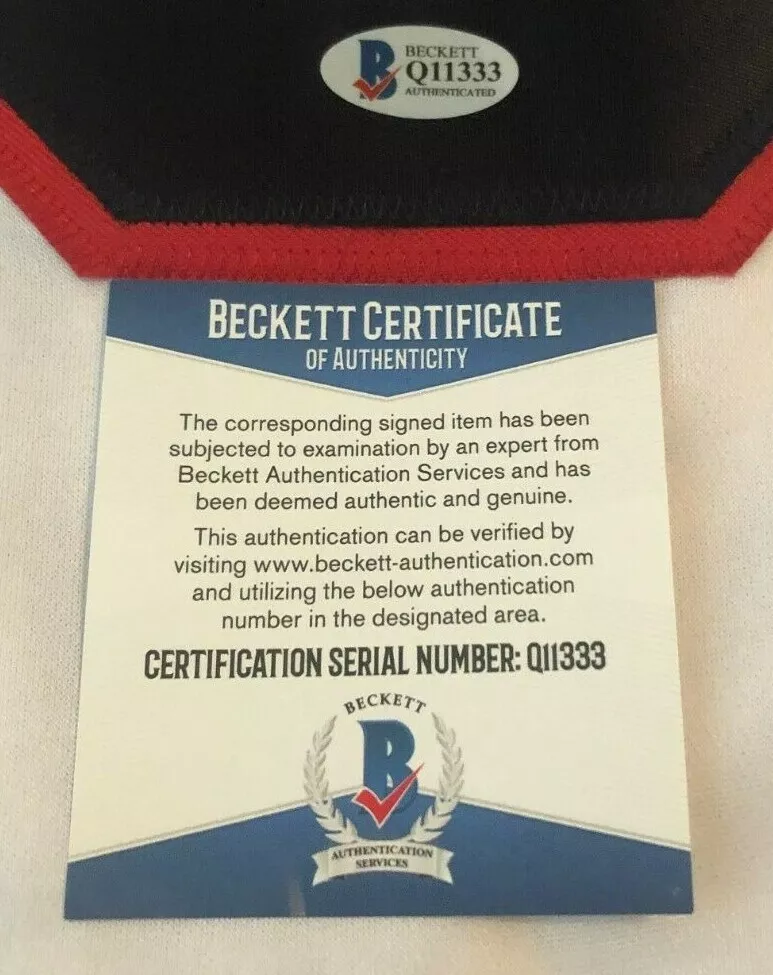 BECKETT
Q11333
AUTHENTICATED
BECKETT CERTIFICATE
OF AUTHENTICITY
The corresponding signed item has been
subjected to examination by an expert from
Beckett Authentication Services and has
been deemed authentic and genuine.
This authentication can be verified by
visiting www.beckett-authentication.com
and utilizing the below authentication
number in the designated area.
CERTIFICATION SERIAL NUMBER: Q11333
BECKETT
B
AUTHENTICATION
SERVICES